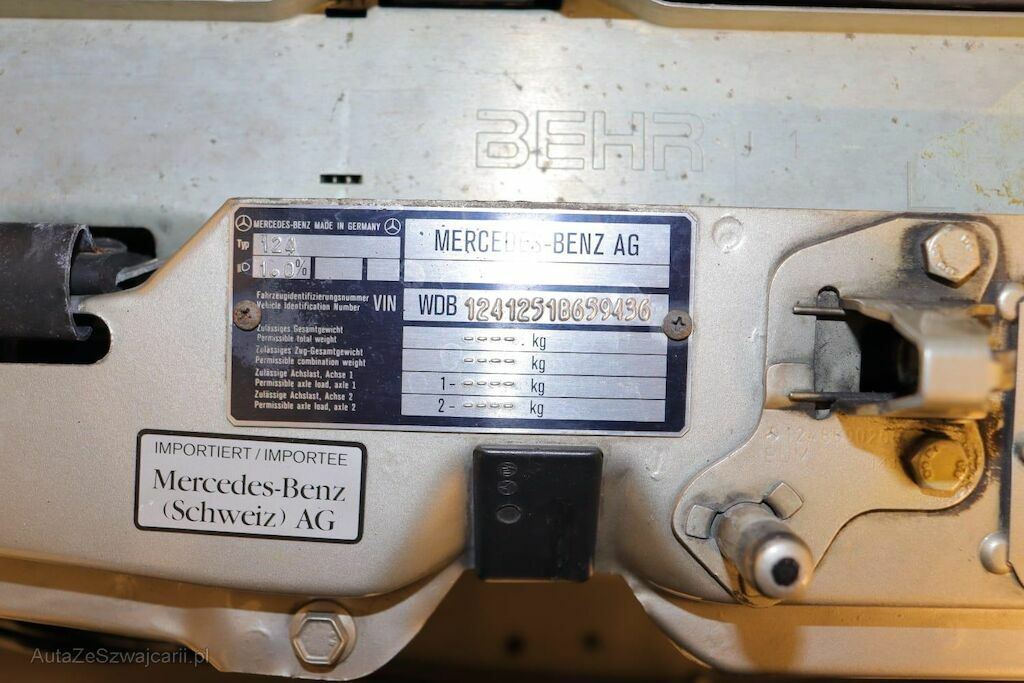 BEHR
MERCEDES-BENZ MADE IN GERMANY
Typ 124
MERCEDES-BENZ AG
Fahrzeugidentifizierungsnummer
Vehicle Identification Number
VIN
WDB 1241251B659436
Zulässiges Gesamtgewicht
Permissible total weight
---- kg
Zulässiges Zug-Gesamtgewicht
Permissible combination weight
---- kg
Zulässige Achslast, Achse 1
Permissible axle load, axle 1
1- ---- kg
Zulässige Achslast, Achse 2
Permissible axle load, axle 2
2- ---- kg
IMPORTIERT / IMPORTEE
Mercedes-Benz
(Schweiz) AG
AutaZeSzwajcarii.pl